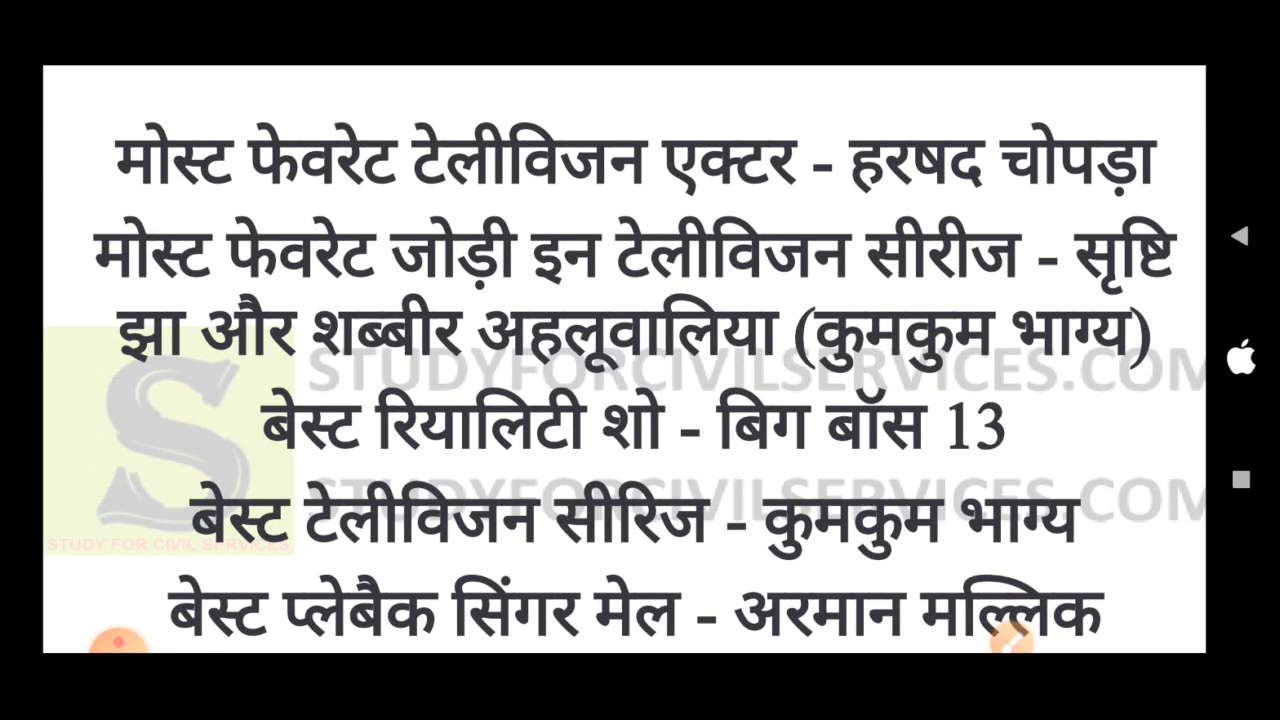 मोस्ट फेवरेट टेलीविजन एक्टर - हरषद चोपड़ा
मोस्ट फेवरेट जोड़ी इन टेलीविजन सीरीज - सृष्टि
झा और शब्बीर अहलूवालिया (कुमकुम भाग्य)
STUDYFORCIVILSERVICES.COM
बेस्ट रियालिटी शो - बिग बॉस 13
STUDYFORCIVILSERVICES.COM
बेस्ट टेलीविजन सीरिज - कुमकुम भाग्य
S
STUDY FOR CIVIL SERVICES
बेस्ट प्लेबैक सिंगर मेल - अरमान मल्लिक